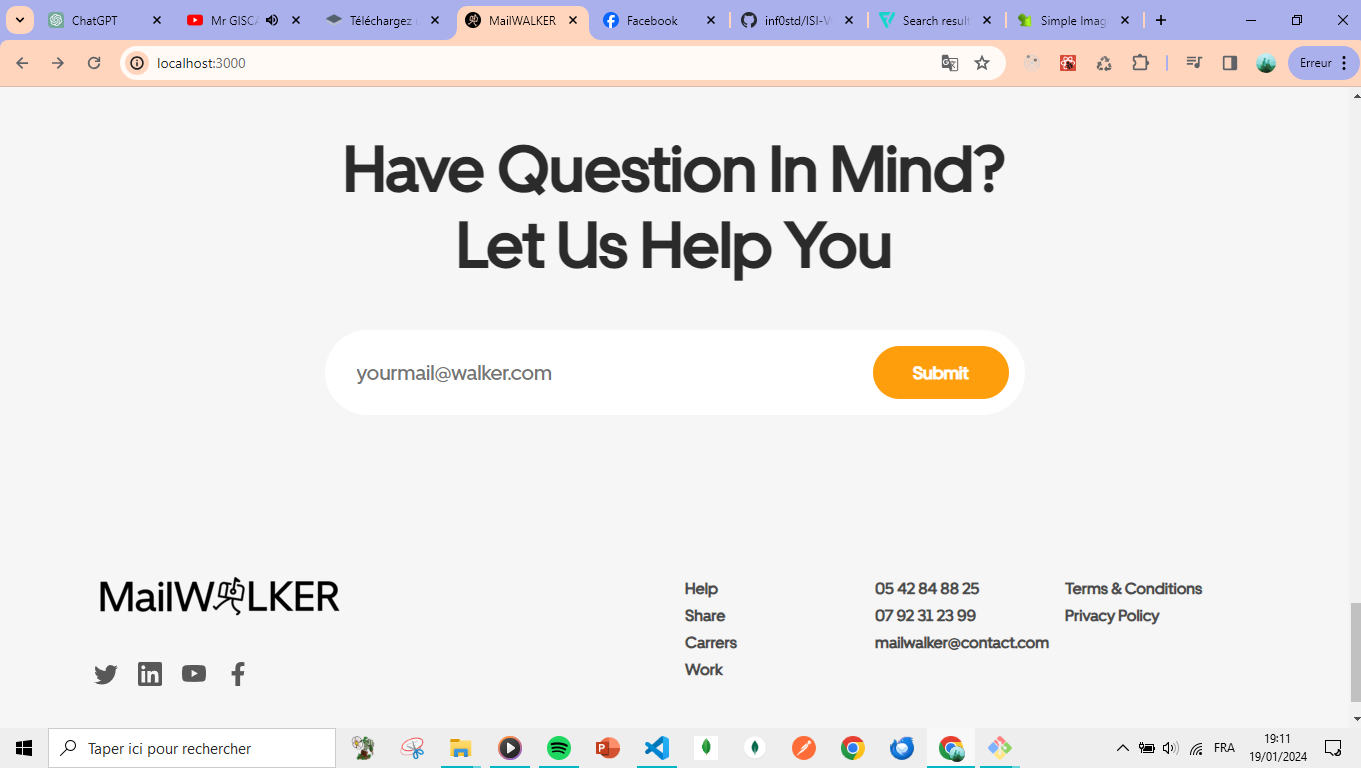 ChatGPT
Mr GISCA
Téléchargez
MailWALKER
Facebook
inf0std/ISI-V
Search result
Simple Imag
localhost:3000
Erreur
Have Question In Mind?
Let Us Help You
yourmail@walker.com
Submit
MailWALKER
Help
Share
Carrers
Work
05 42 84 88 25
07 92 31 23 99
mailwalker@contact.com
Terms & Conditions
Privacy Policy
Taper ici pour rechercher
FRA
19:11
19/01/2024